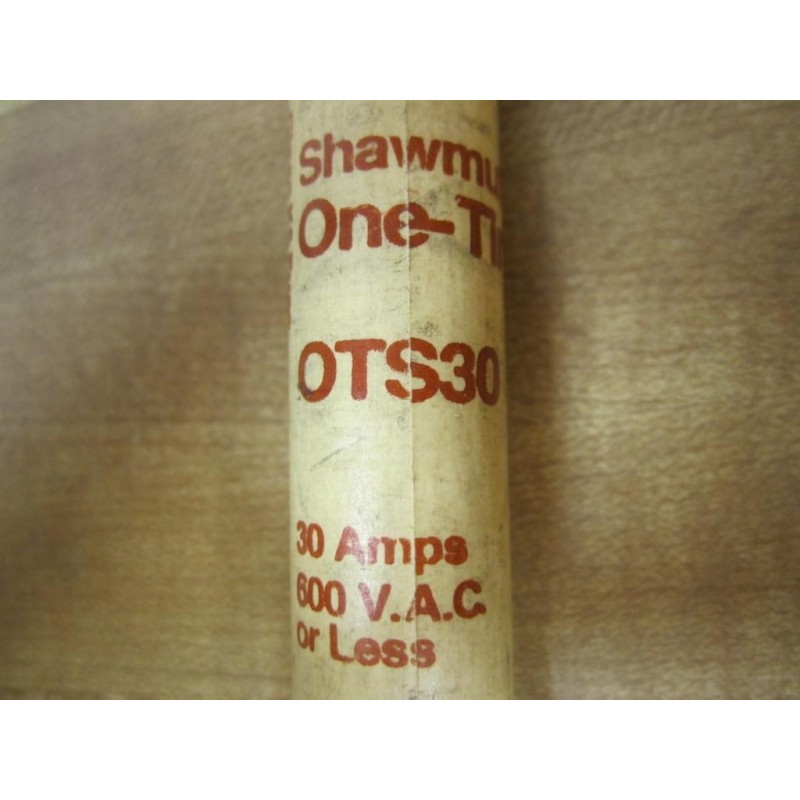 Shawmu
One-Ti
OTS30
30 Amps
600 V.A.C.
or Less